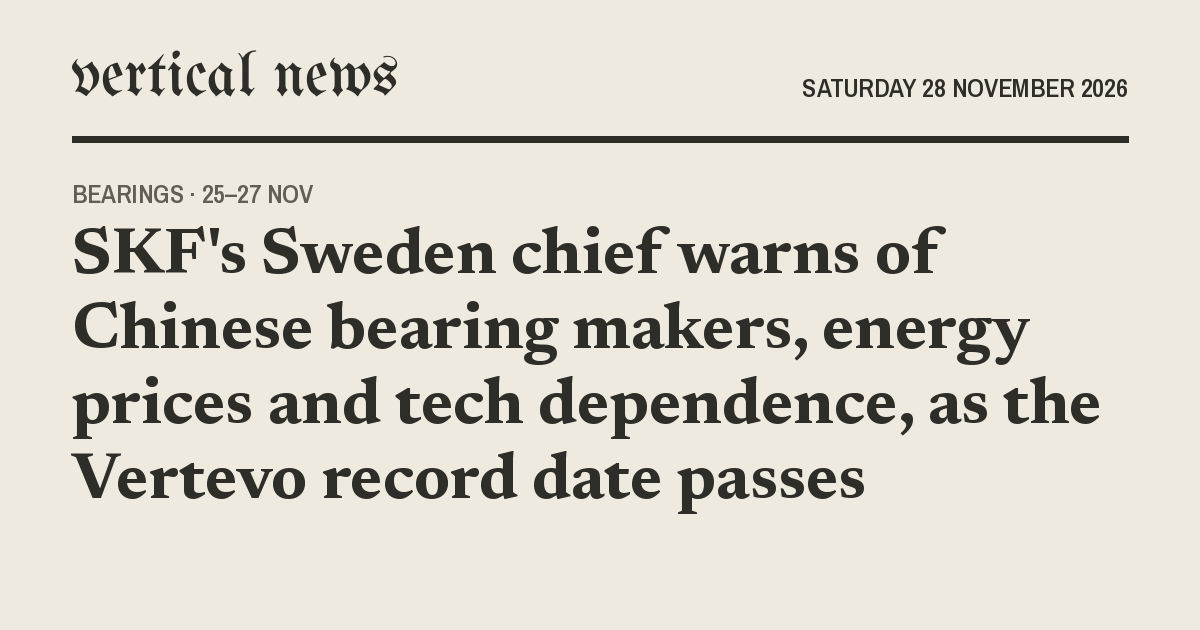 vertical news
SATURDAY 28 NOVEMBER 2026
BEARINGS · 25–27 NOV
SKF's Sweden chief warns of
Chinese bearing makers, energy
prices and tech dependence, as the
Vertevo record date passes